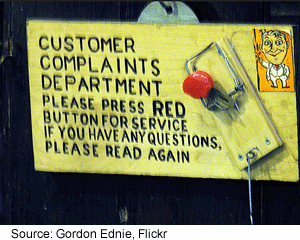 CUSTOMER
COMPLAINTS
DEPARTMENT
PLEASE PRESS RED
BUTTON FOR SERVICE
IF YOU HAVE ANY QUESTIONS,
PLEASE READ AGAIN
Source: Gordon Ednie, Flickr